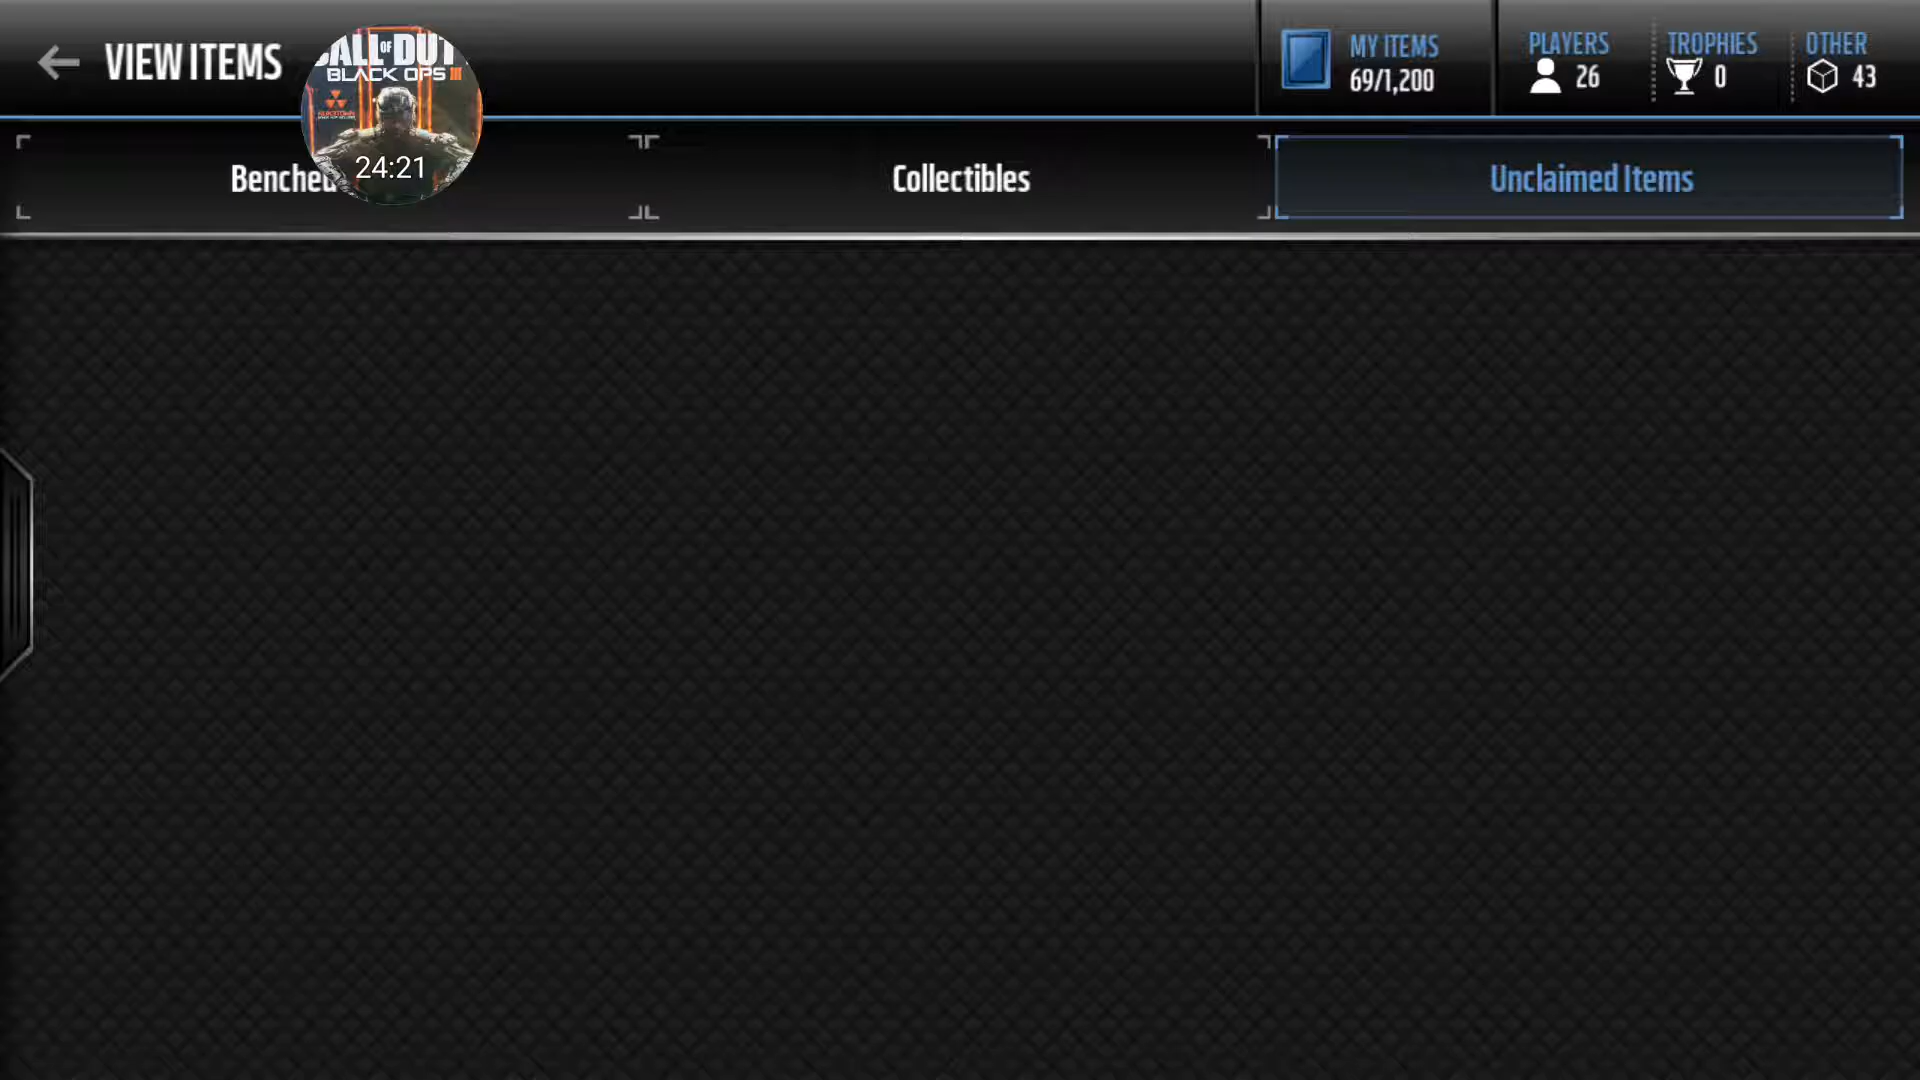 VIEW ITEMS
CALL OF DUTY
BLACK OPS III
24:21
MY ITEMS
69/1,200
PLAYERS
26
TROPHIES
0
OTHER
43
Benched
Collectibles
Unclaimed Items